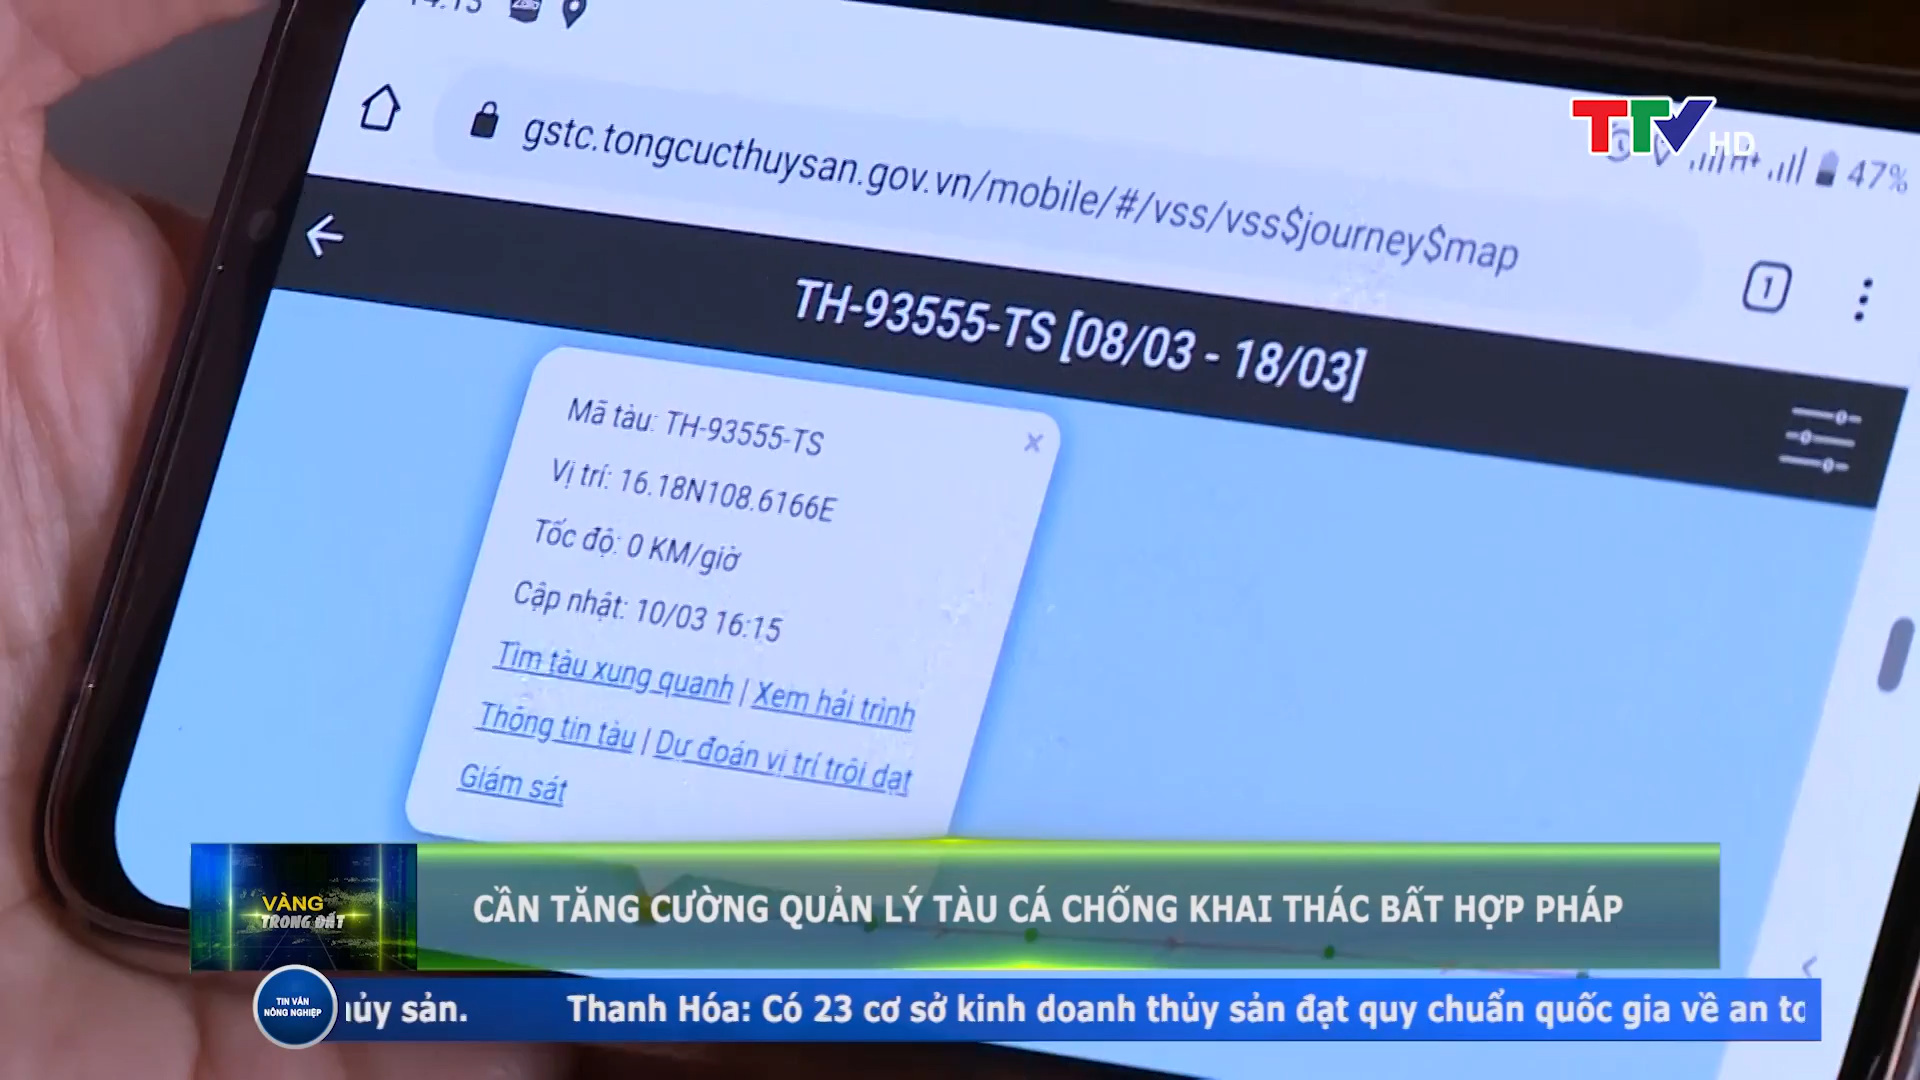 14:15
gstc.tongcucthuysan.gov.vn/mobile/#/vss/vss$journey$map
TTV HD
47%
1
TH-93555-TS [08/03 - 18/03]
Mã tàu: TH-93555-TS
Vị trí: 16.18N108.6166E
Tốc độ: 0 KM/giờ
Cập nhật: 10/03 16:15
Tìm tàu xung quanh | Xem hải trình
Thông tin tàu | Dự đoán vị trí trôi dạt
Giám sát
VÀNG
TRONG ĐẤT
CẦN TĂNG CƯỜNG QUẢN LÝ TÀU CÁ CHỐNG KHAI THÁC BẤT HỢP PHÁP
TIN VẮN
NÔNG NGHIỆP
sản. Thanh Hóa: Có 23 cơ sở kinh doanh thủy sản đạt quy chuẩn quốc gia về an